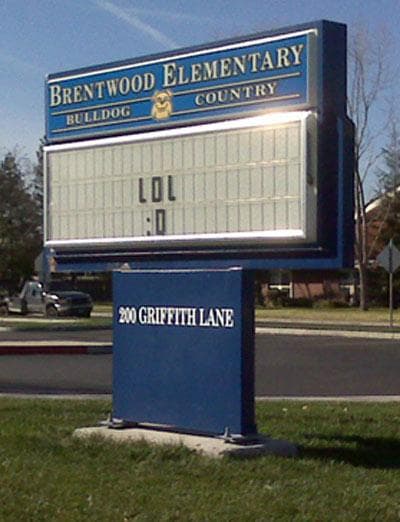 BRENTWOOD ELEMENTARY
BULLDOG COUNTRY
LOL
:D
200 GRIFFITH LANE